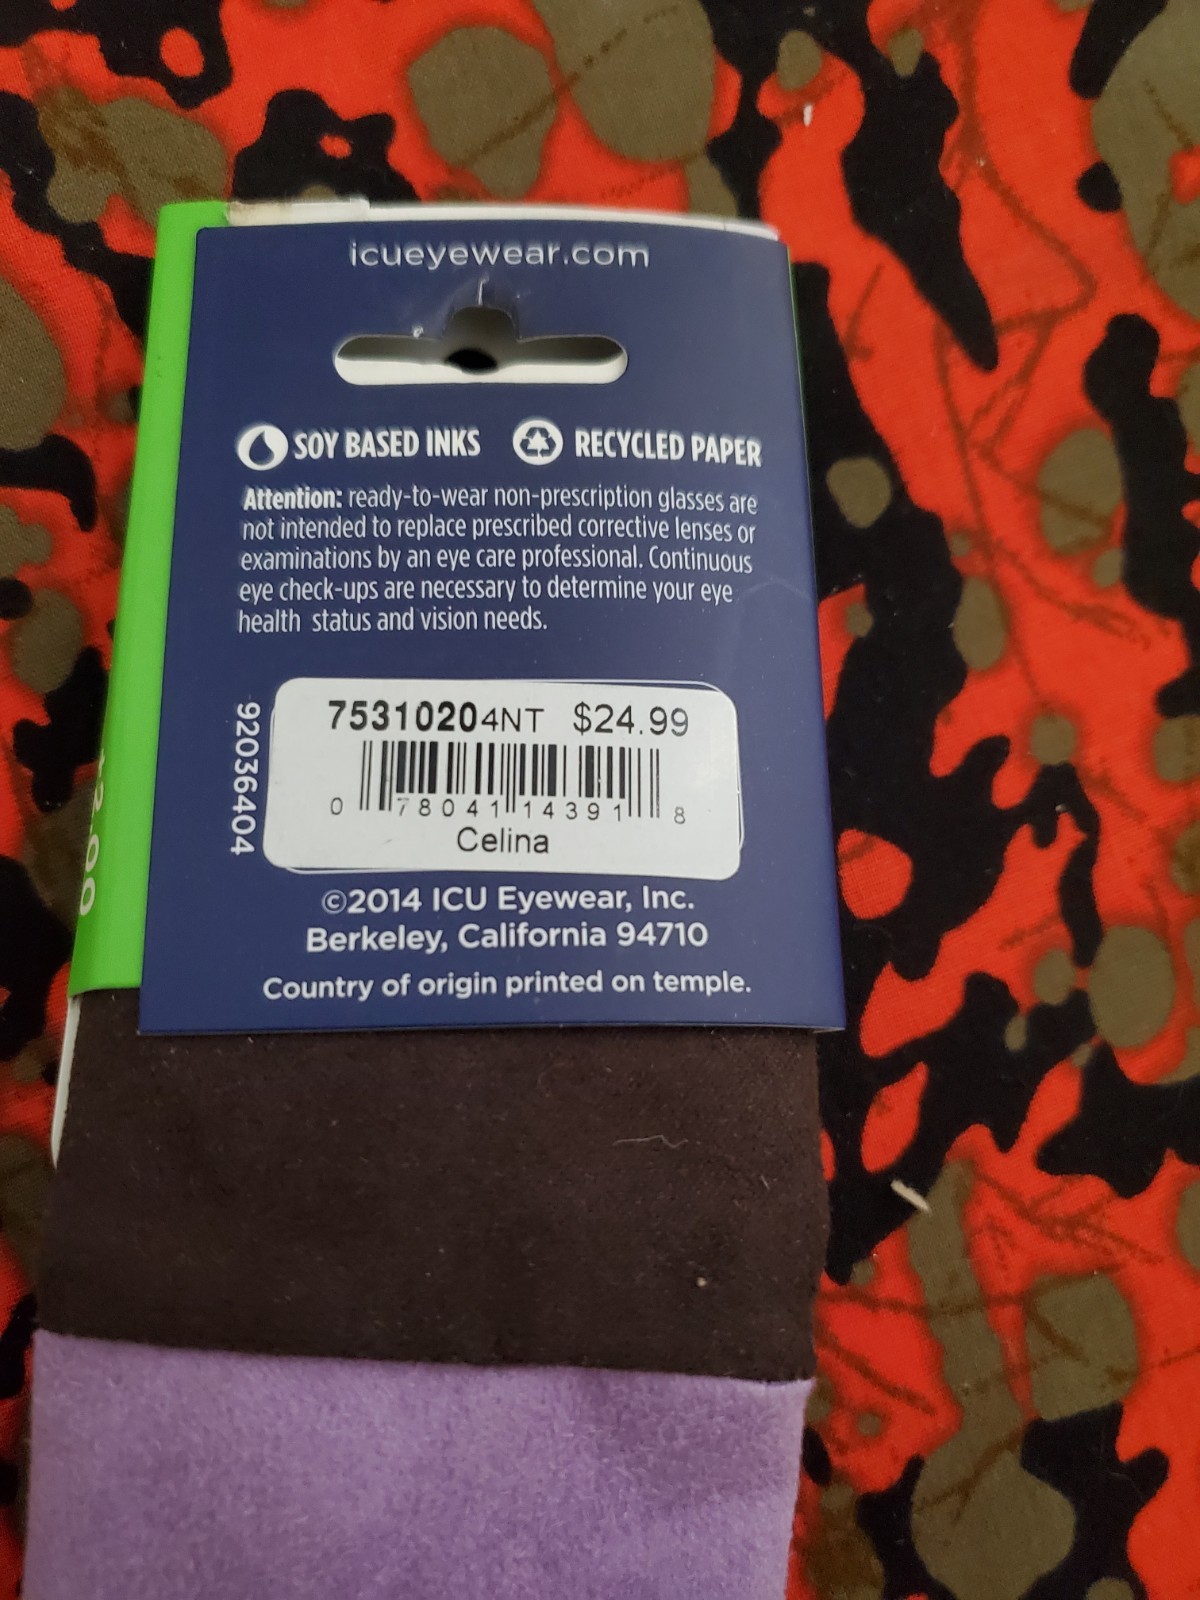 icueyewear.com
SOY BASED INKS RECYCLED PAPER
Attention: ready-to-wear non-prescription glasses are
not intended to replace prescribed corrective lenses or
examinations by an eye care professional. Continuous
eye check-ups are necessary to determine your eye
health status and vision needs.
92036404
75310204NT $24.99
0 78041 14391 8
Celina
©2014 ICU Eyewear, Inc.
Berkeley, California 94710
Country of origin printed on temple.
+2.00